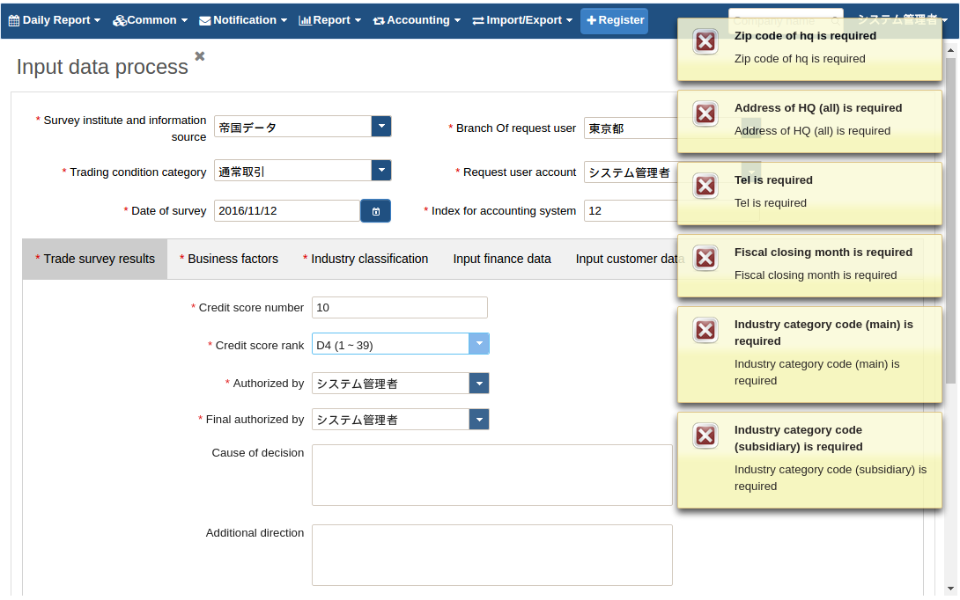 Daily Report Common Notification Report Accounting Import/Export Register システム管理者
Input data process
* Survey institute and information source 帝国データ
* Branch Of request user 東京都
* Trading condition category 通常取引
* Request user account システム管理者
* Date of survey 2016/11/12
* Index for accounting system 12
* Trade survey results * Business factors * Industry classification Input finance data Input customer data
* Credit score number 10
* Credit score rank D4 (1 ~ 39)
* Authorized by システム管理者
* Final authorized by システム管理者
Cause of decision
Additional direction
Zip code of hq is required
Zip code of hq is required
Address of HQ (all) is required
Address of HQ (all) is required
Tel is required
Tel is required
Fiscal closing month is required
Fiscal closing month is required
Industry category code (main) is
required
Industry category code (main) is
required
Industry category code
(subsidiary) is required
Industry category code (subsidiary) is
required